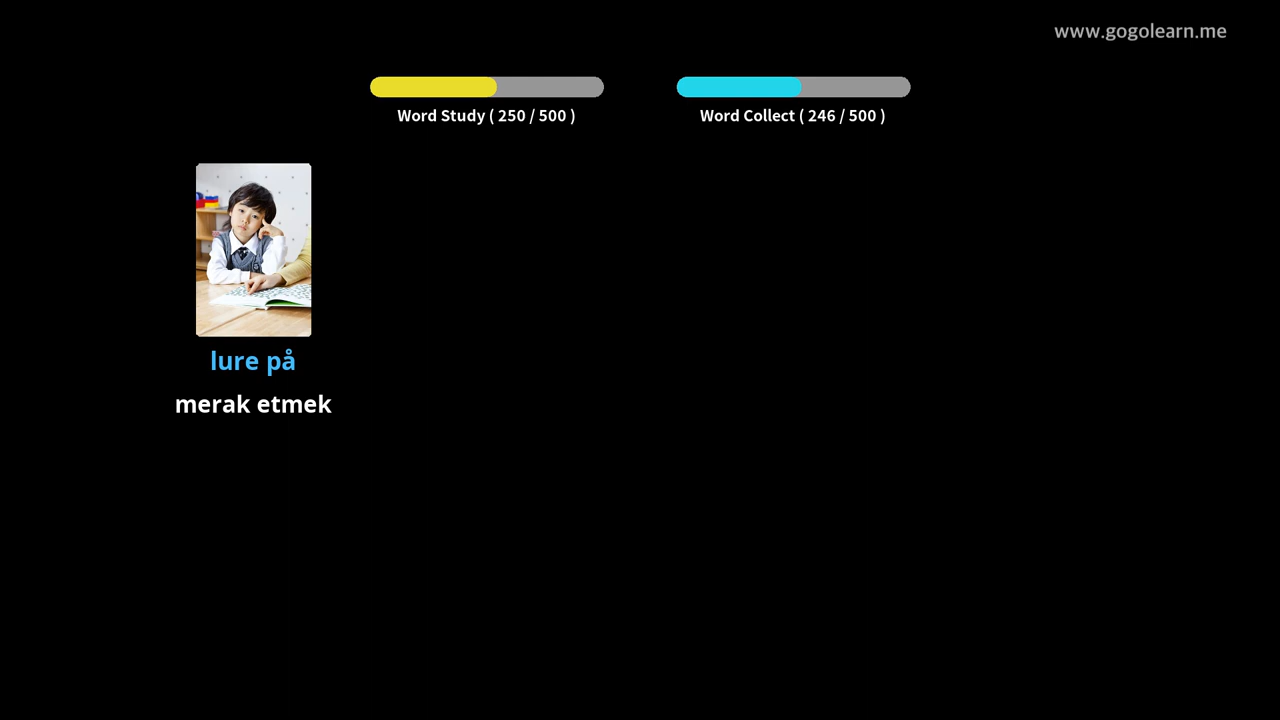 www.gogolearn.me
Word Study ( 250 / 500 )
Word Collect ( 246 / 500 )
lure på
merak etmek